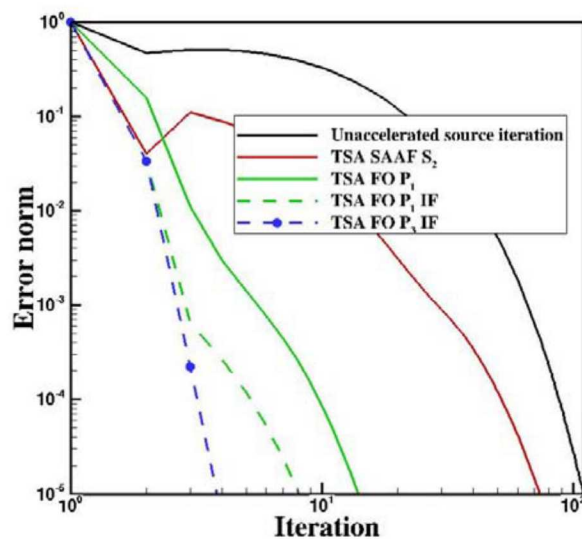 10⁰
10⁻¹
Unaccelerated source iteration
TSA SAAF S₂
TSA FO P₁
TSA FO P₁ IF
TSA FO P₃ IF
10⁻²
10⁻³
10⁻⁴
10⁻⁵
Error norm
10⁰
10¹
10²
Iteration